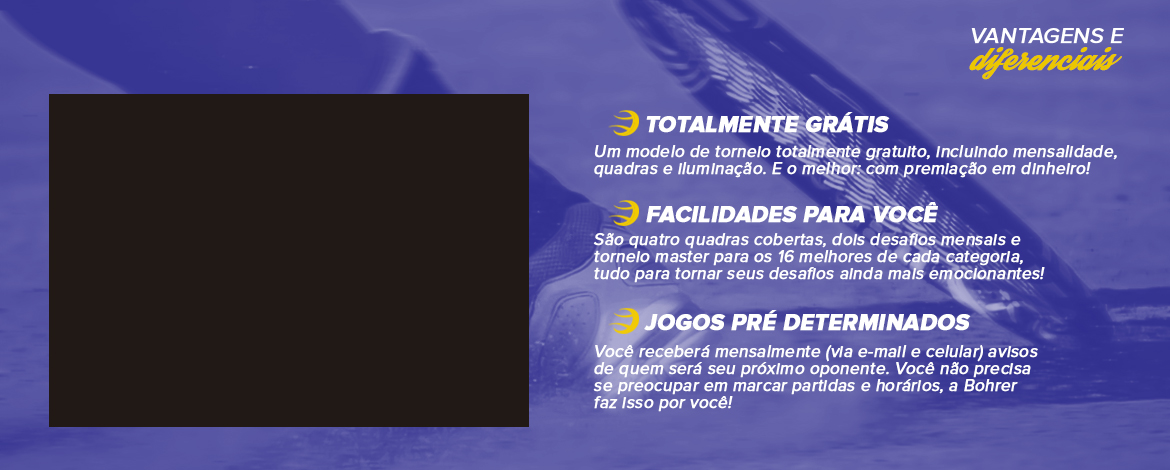 VANTAGENS E
diferenciais
TOTALMENTE GRÁTIS
Um modelo de torneio totalmente gratuito, incluindo mensalidade,
quadras e iluminação. E o melhor: com premiação em dinheiro!
FACILIDADES PARA VOCÊ
São quatro quadras cobertas, dois desafios mensais e
torneio master para os 16 melhores de cada categoria,
tudo para tornar seus desafios ainda mais emocionantes!
JOGOS PRÉ DETERMINADOS
Você receberá mensalmente (via e-mail e celular) avisos
de quem será seu próximo oponente. Você não precisa
se preocupar em marcar partidas e horários, a Bohrer
faz isso por você!